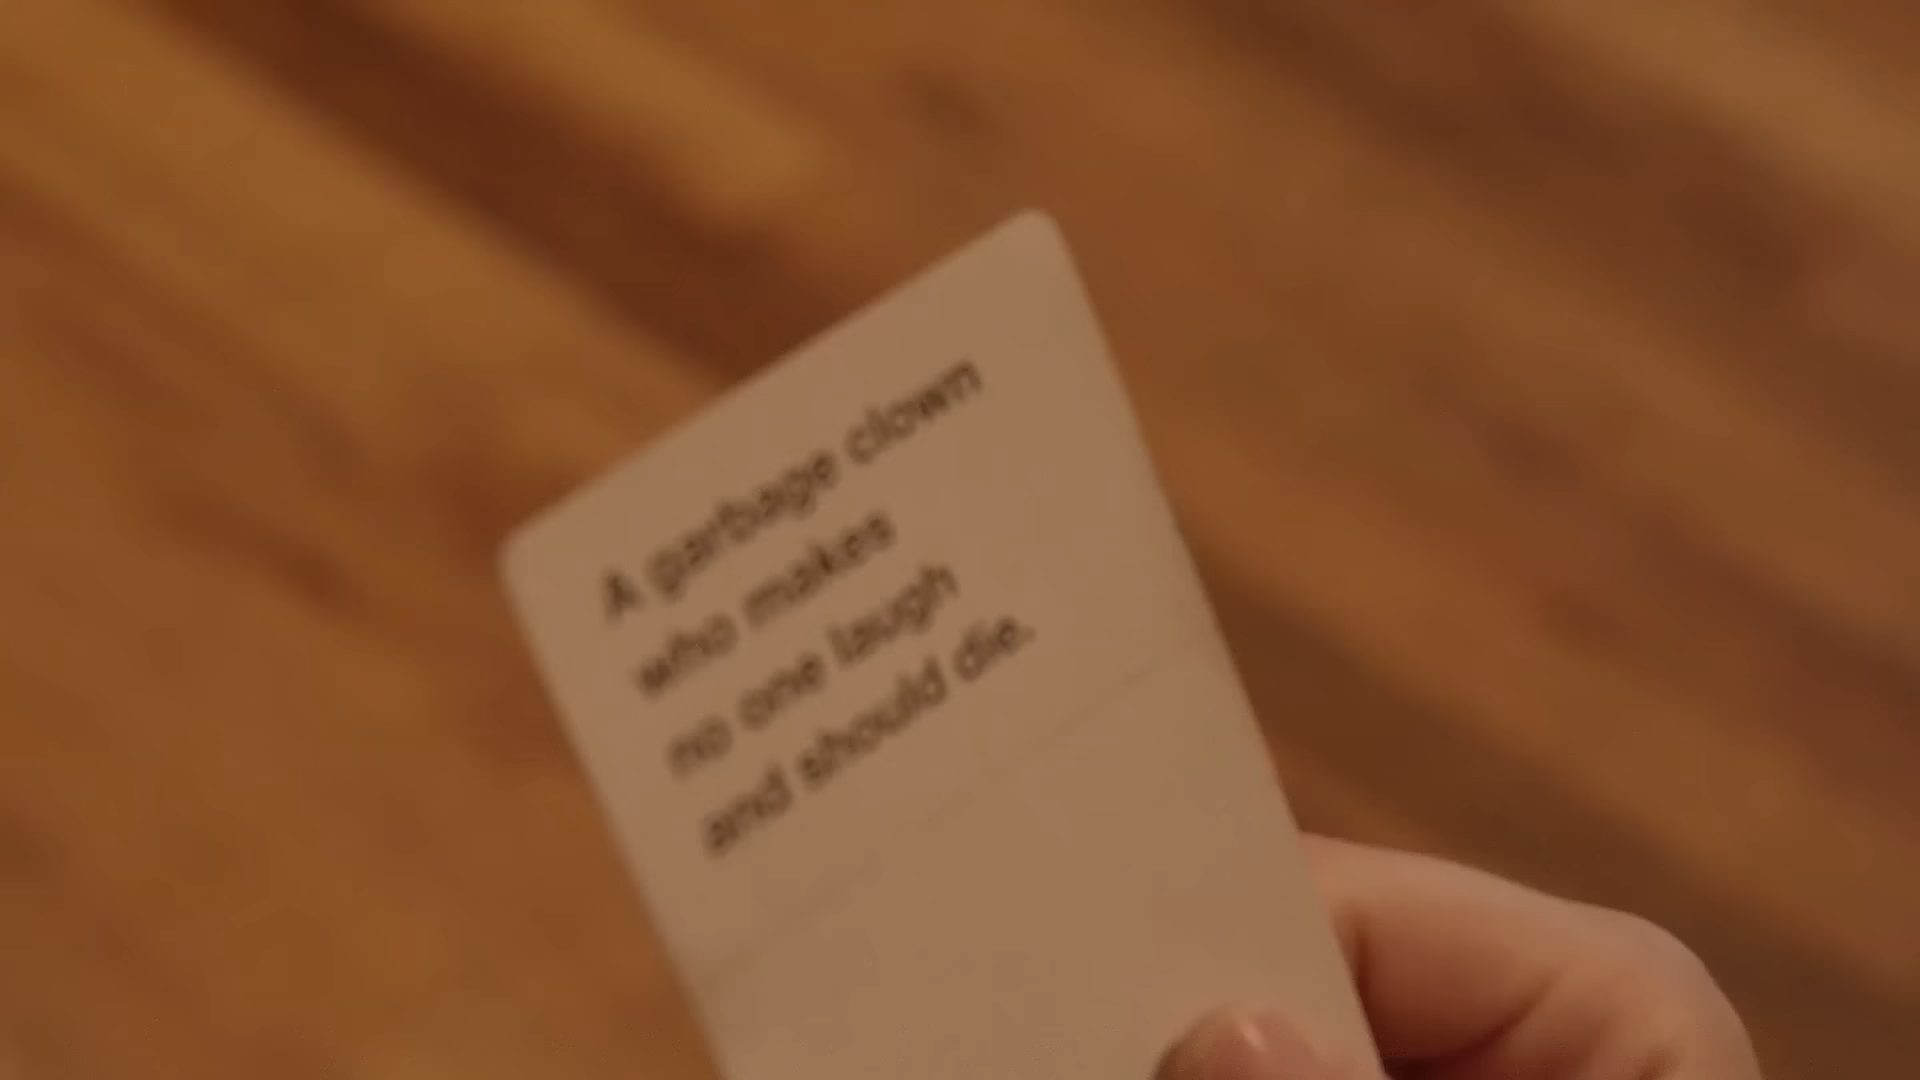 A garbage clown
who makes
no one laugh
and should die.